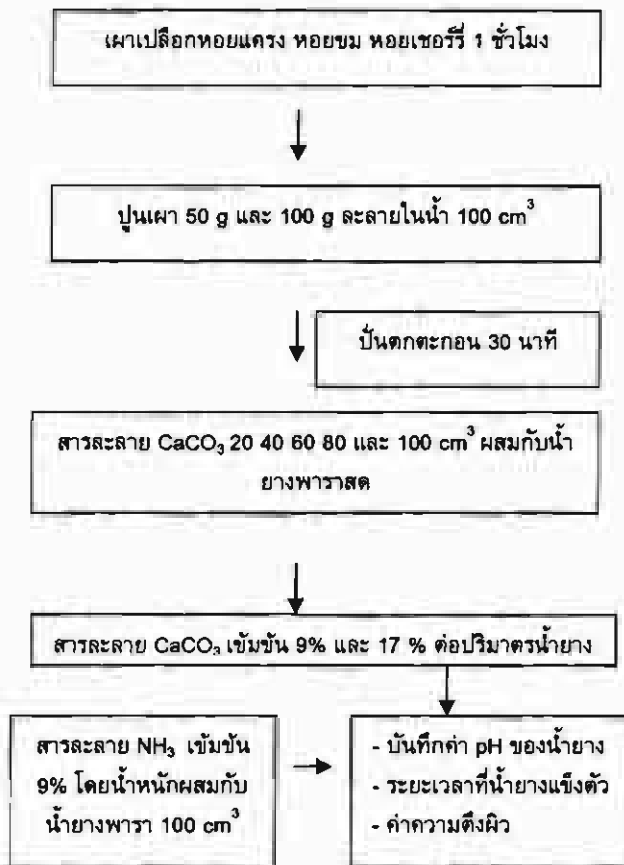 เผาเปลือกหอยแครง หอยขม หอยเชอร์รี่ 1 ชั่วโมง
ปูนเผา 50 g และ 100 g ละลายในน้ำ 100 cm³
ปั่นตกตะกอน 30 นาที
สารละลาย CaCO₃ 20 40 60 80 และ 100 cm³ ผสมกับน้ำ
ยางพาราสด
สารละลาย CaCO₃ เข้มข้น 9% และ 17 % ต่อปริมาตรน้ำยาง
สารละลาย NH₃ เข้มข้น
9% โดยน้ำหนักผสมกับ
น้ำยางพารา 100 cm³
- บันทึกค่า pH ของน้ำยาง
- ระยะเวลาที่น้ำยางแข็งตัว
- ค่าความตึงผิว